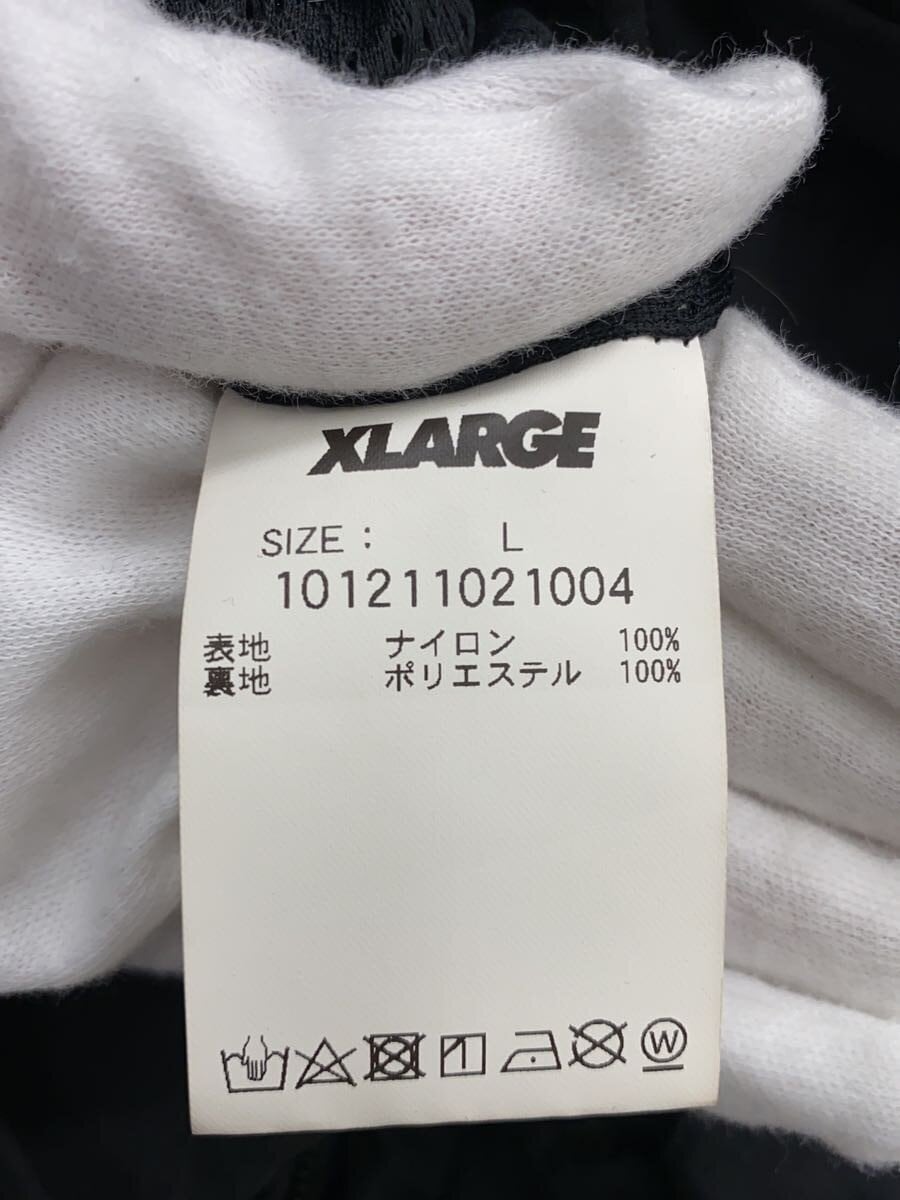 XLARGE
SIZE : L
101211021004
表地 ナイロン 100%
裏地 ポリエステル 100%
W